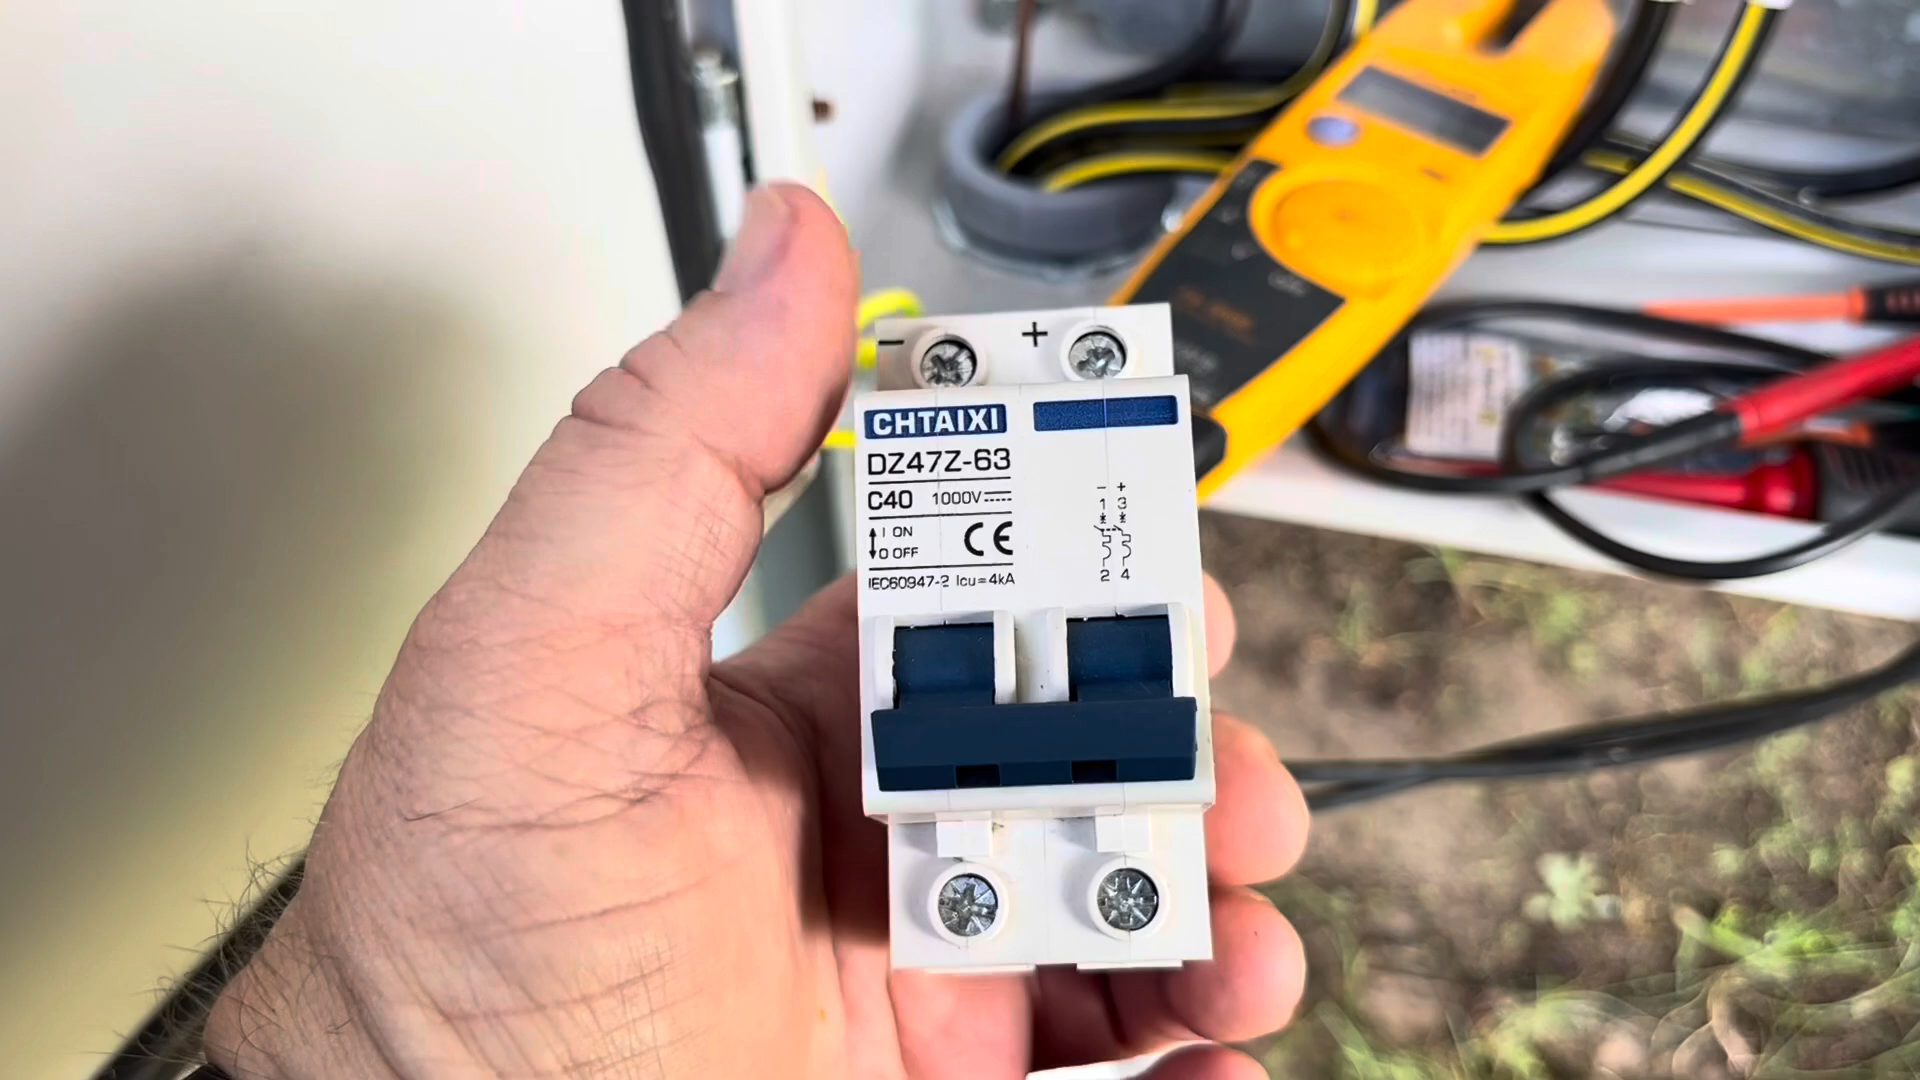 − +
CHTAIXI
DZ47Z-63
C40 1000V
I ON
O OFF
CE
IEC60947-2 Icu=4kA
− +
1 3
2 4